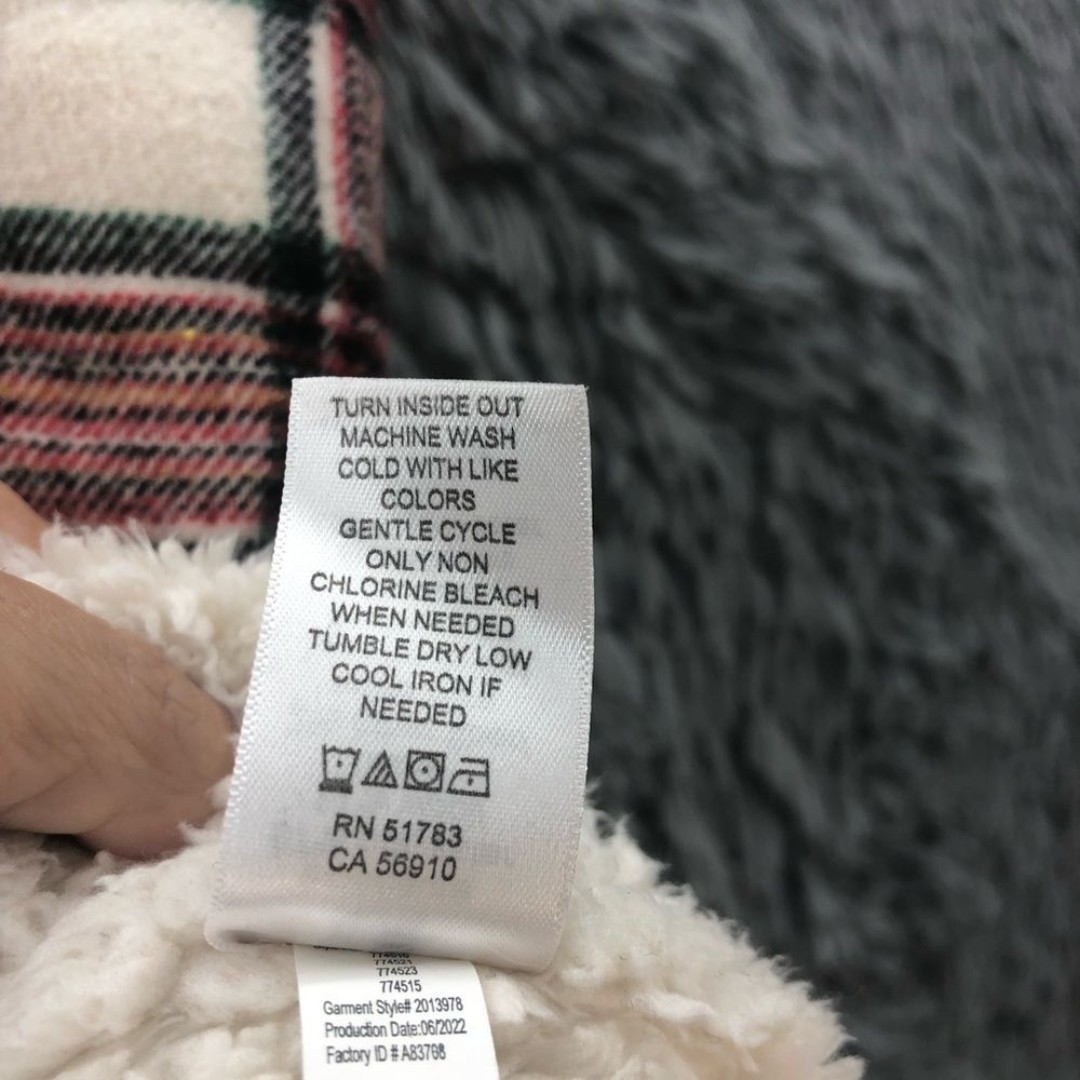 TURN INSIDE OUT
MACHINE WASH
COLD WITH LIKE
COLORS
GENTLE CYCLE
ONLY NON
CHLORINE BLEACH
WHEN NEEDED
TUMBLE DRY LOW
COOL IRON IF
NEEDED
RN 51783
CA 56910
774521
774523
774515
Garment Style# 2013978
Production Date:06/2022
Factory ID # A83768